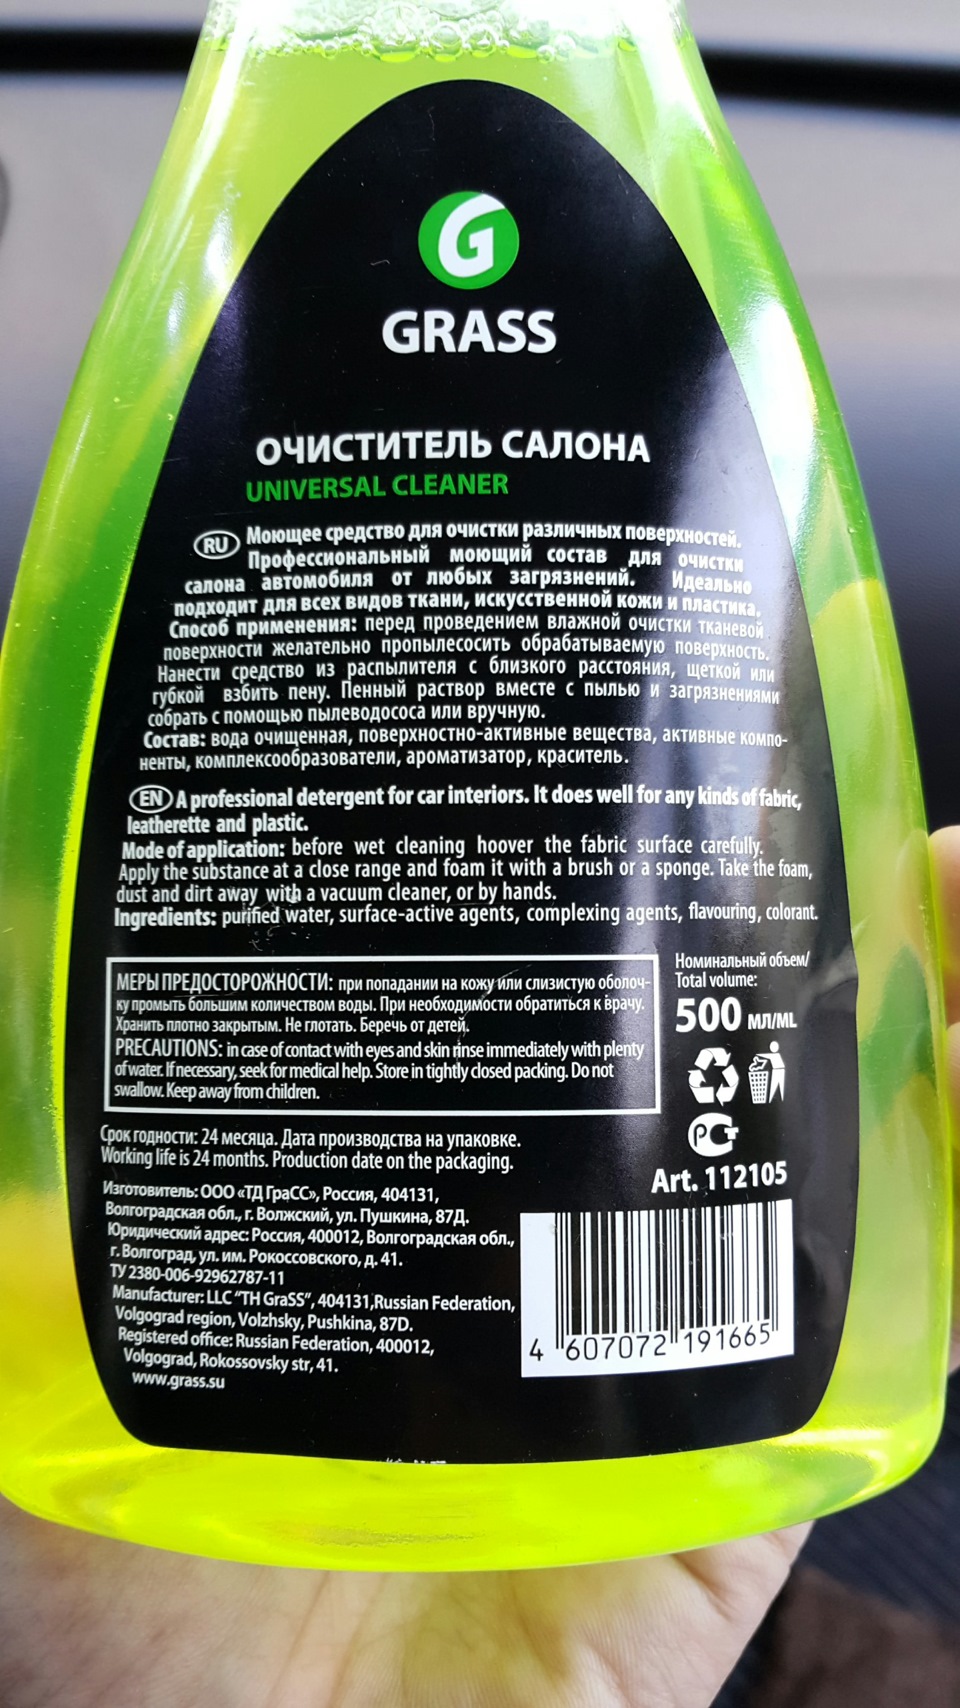 G
GRASS
ОЧИСТИТЕЛЬ САЛОНА
UNIVERSAL CLEANER
RU Моющее средство для очистки различных поверхностей.
Профессиональный моющий состав для очистки
салона автомобиля от любых загрязнений. Идеально
подходит для всех видов ткани, искусственной кожи и пластика.
Способ применения: перед проведением влажной очистки тканевой
поверхности желательно пропылесосить обрабатываемую поверхность.
Нанести средство из распылителя с близкого расстояния, щеткой или
губкой взбить пену. Пенный раствор вместе с пылью и загрязнениями
собрать с помощью пылеводососа или вручную.
Состав: вода очищенная, поверхностно-активные вещества, активные компо-
ненты, комплексообразователи, ароматизатор, краситель.
EN A professional detergent for car interiors. It does well for any kinds of fabric,
leatherette and plastic.
Mode of application: before wet cleaning hoover the fabric surface carefully.
Apply the substance at a close range and foam it with a brush or a sponge. Take the foam,
dust and dirt away with a vacuum cleaner, or by hands.
Ingredients: purified water, surface-active agents, complexing agents, flavouring, colorant.
МЕРЫ ПРЕДОСТОРОЖНОСТИ: при попадании на кожу или слизистую оболоч-
ку промыть большим количеством воды. При необходимости обратиться к врачу.
Хранить плотно закрытым. Не глотать. Беречь от детей.
PRECAUTIONS: in case of contact with eyes and skin rinse immediately with plenty
of water. If necessary, seek for medical help. Store in tightly closed packing. Do not
swallow. Keep away from children.
Номинальный объем/
Total volume:
500 МЛ/ML
РСТ
Art. 112105
Срок годности: 24 месяца. Дата производства на упаковке.
Working life is 24 months. Production date on the packaging.
Изготовитель: ООО «ТД ГраСС», Россия, 404131,
Волгоградская обл., г. Волжский, ул. Пушкина, 87Д.
Юридический адрес: Россия, 400012, Волгоградская обл.,
г. Волгоград, ул. им. Рокоссовского, д. 41.
ТУ 2380-006-92962787-11
Manufacturer: LLC "TH GraSS", 404131,Russian Federation,
Volgograd region, Volzhsky, Pushkina, 87D.
Registered office: Russian Federation, 400012,
Volgograd, Rokossovsky str, 41.
www.grass.su
4 607072 191665